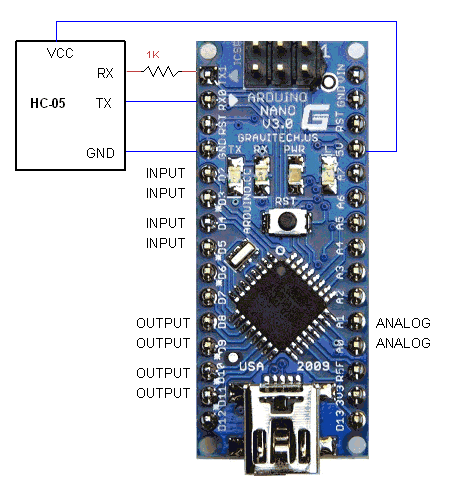 VCC
RX
1K
HC-05
TX
GND
INPUT
INPUT
INPUT
INPUT
OUTPUT
OUTPUT
OUTPUT
OUTPUT
ANALOG
ANALOG
ICSP
1
TX1
RX0
RST
GND
D2
D3
D4
D5
D6
D7
D8
D9
D10
D11
D12
VIN
GND
RST
5V
A7
A6
A5
A4
A3
A2
A1
A0
3V3
D13
ARDUINO
NANO
V3.0
G
GRAVITECH.US
TX RX PWR L
ARDUINO.CC
RST
USA 2009